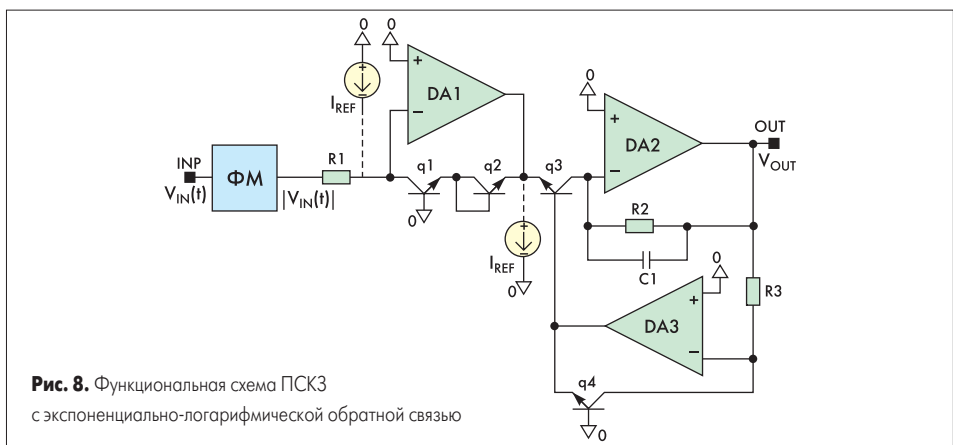 0
0
I_REF
+
−
+
DA1
−
0
+
DA2
−
OUT
V_OUT
INP
V_IN(t)
ФМ
R1
|V_IN(t)|
q1
q2
q3
0
R2
C1
+
−
I_REF
0
0
+
DA3
−
R3
q4
0
Рис. 8. Функциональная схема ПСКЗ
с экспоненциально-логарифмической обратной связью